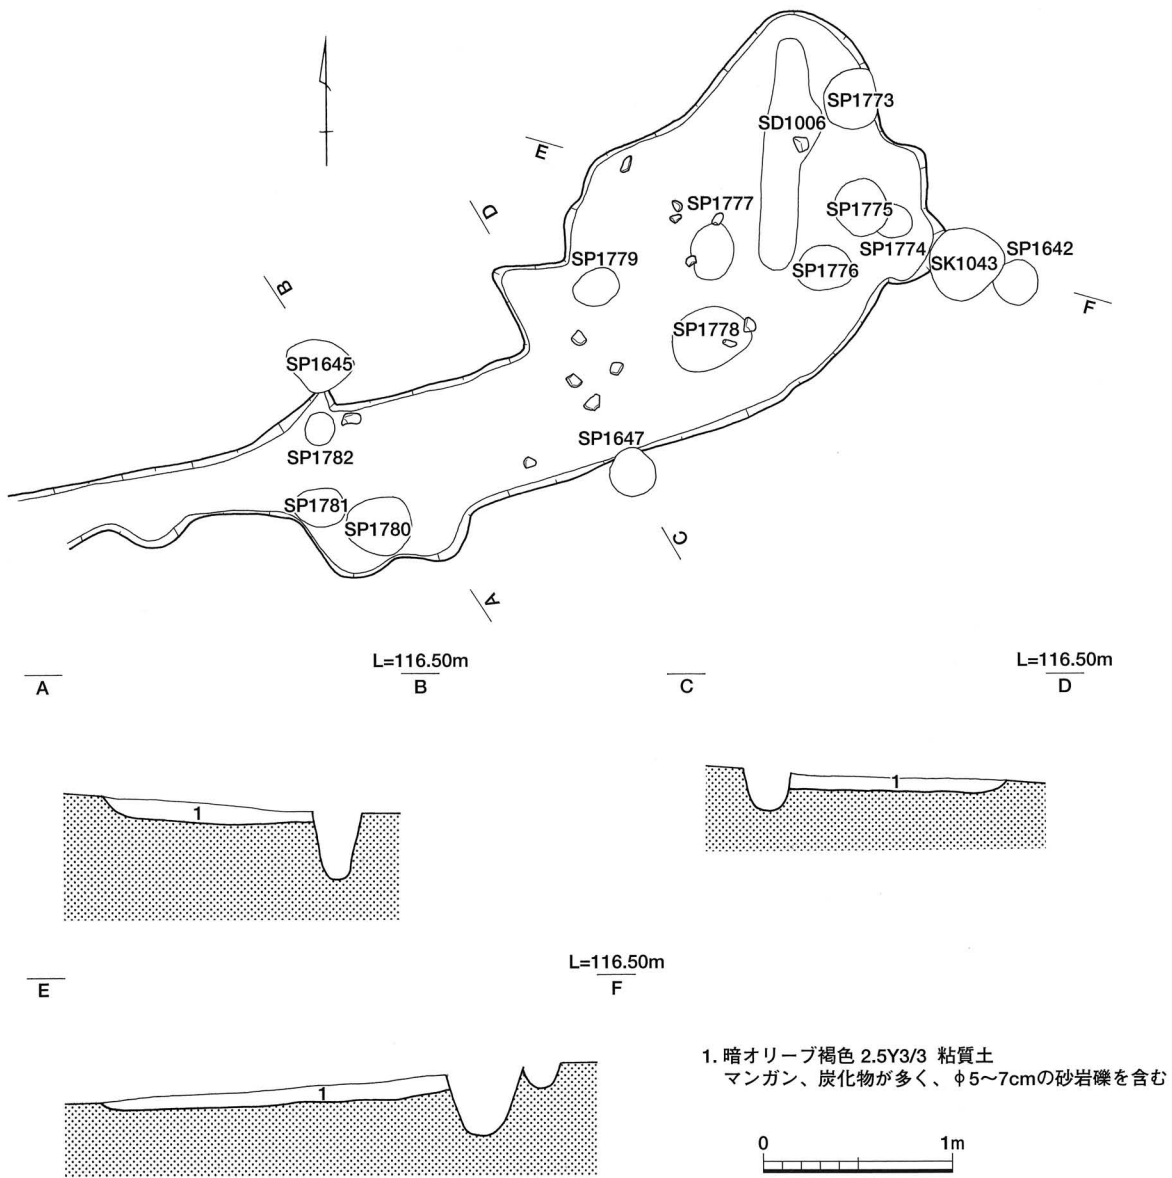 SP1773
SD1006
E
SP1777
D
SP1775
SP1774
SP1642
SP1779
SP1776
SK1043
B
F
SP1778
SP1645
SP1647
SP1782
SP1781
SP1780
C
A
L=116.50m
A
B
L=116.50m
C
D
1
1
L=116.50m
E
F
1
1. 暗オリーブ褐色 2.5Y3/3 粘質土
マンガン、炭化物が多く、φ5〜7cmの砂岩礫を含む
0
1m